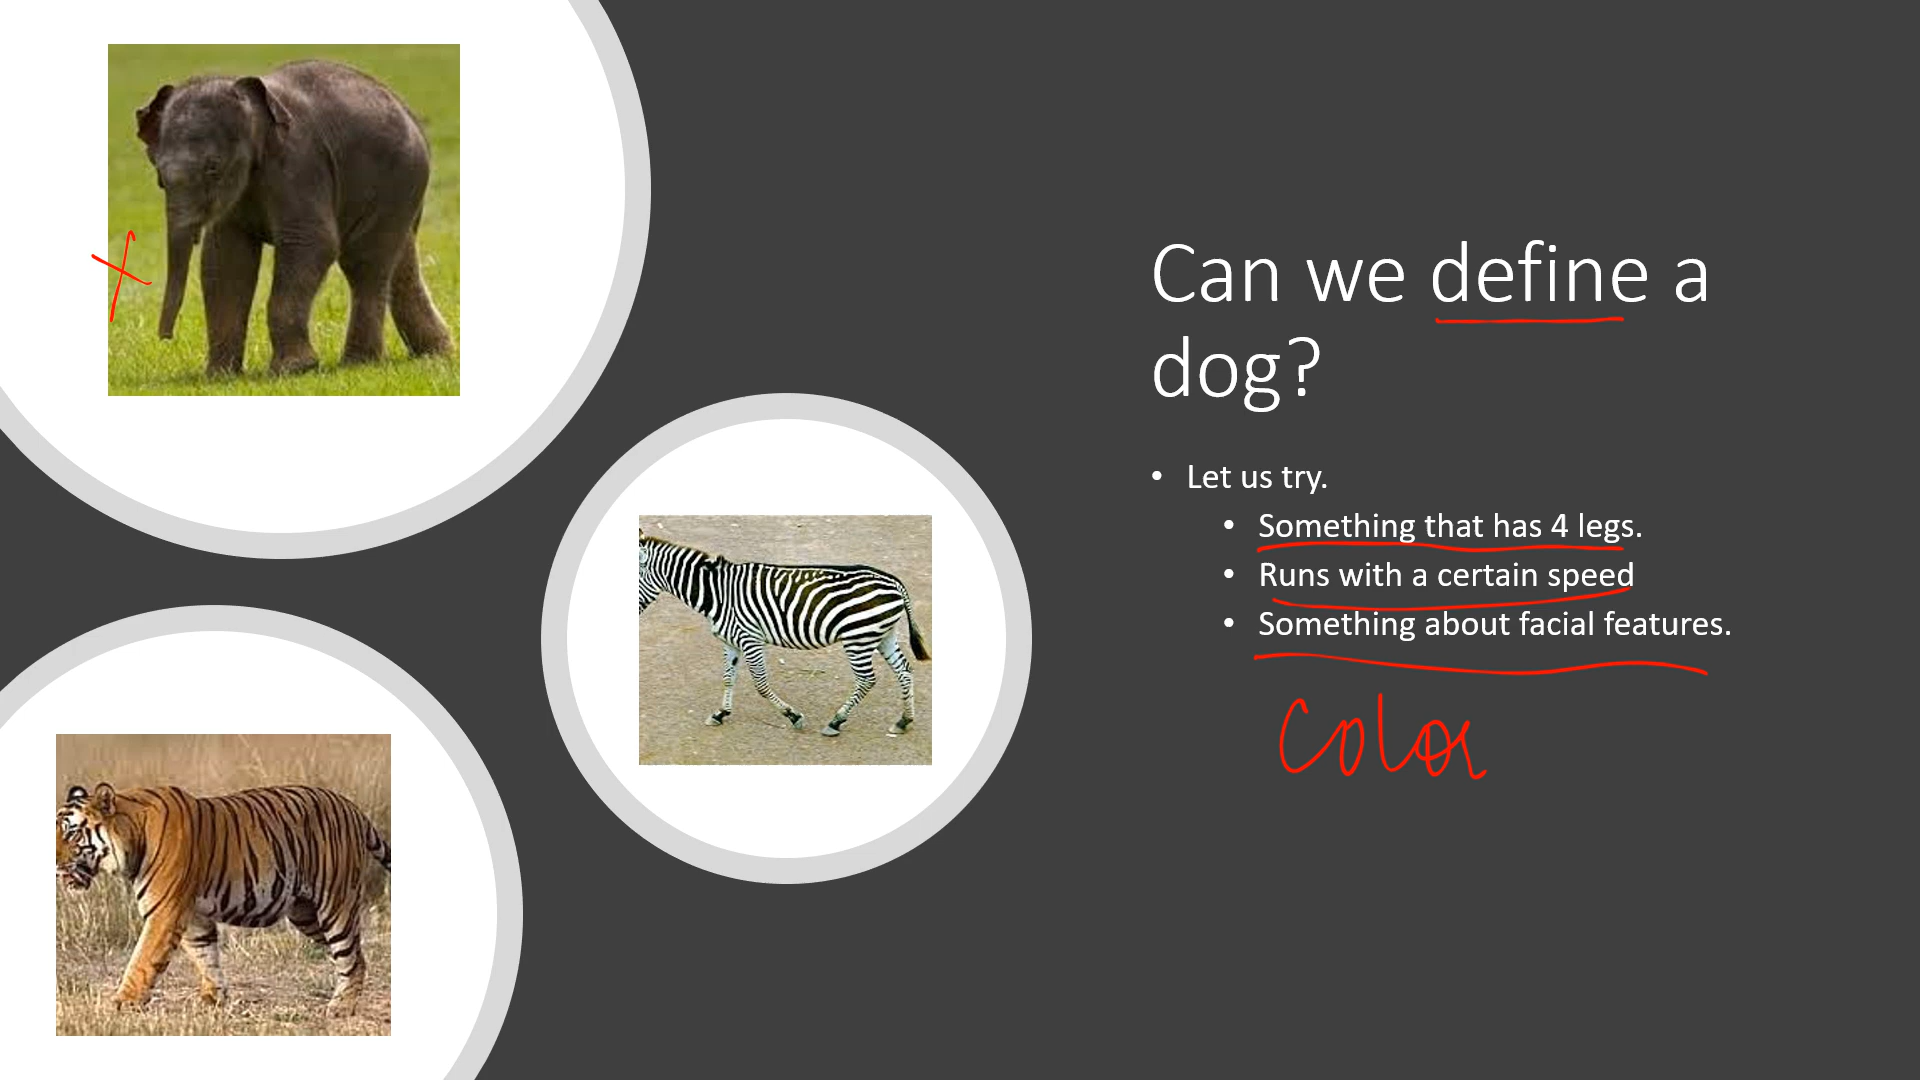 Can we define a
dog?
• Let us try.
• Something that has 4 legs.
• Runs with a certain speed
• Something about facial features.
Color